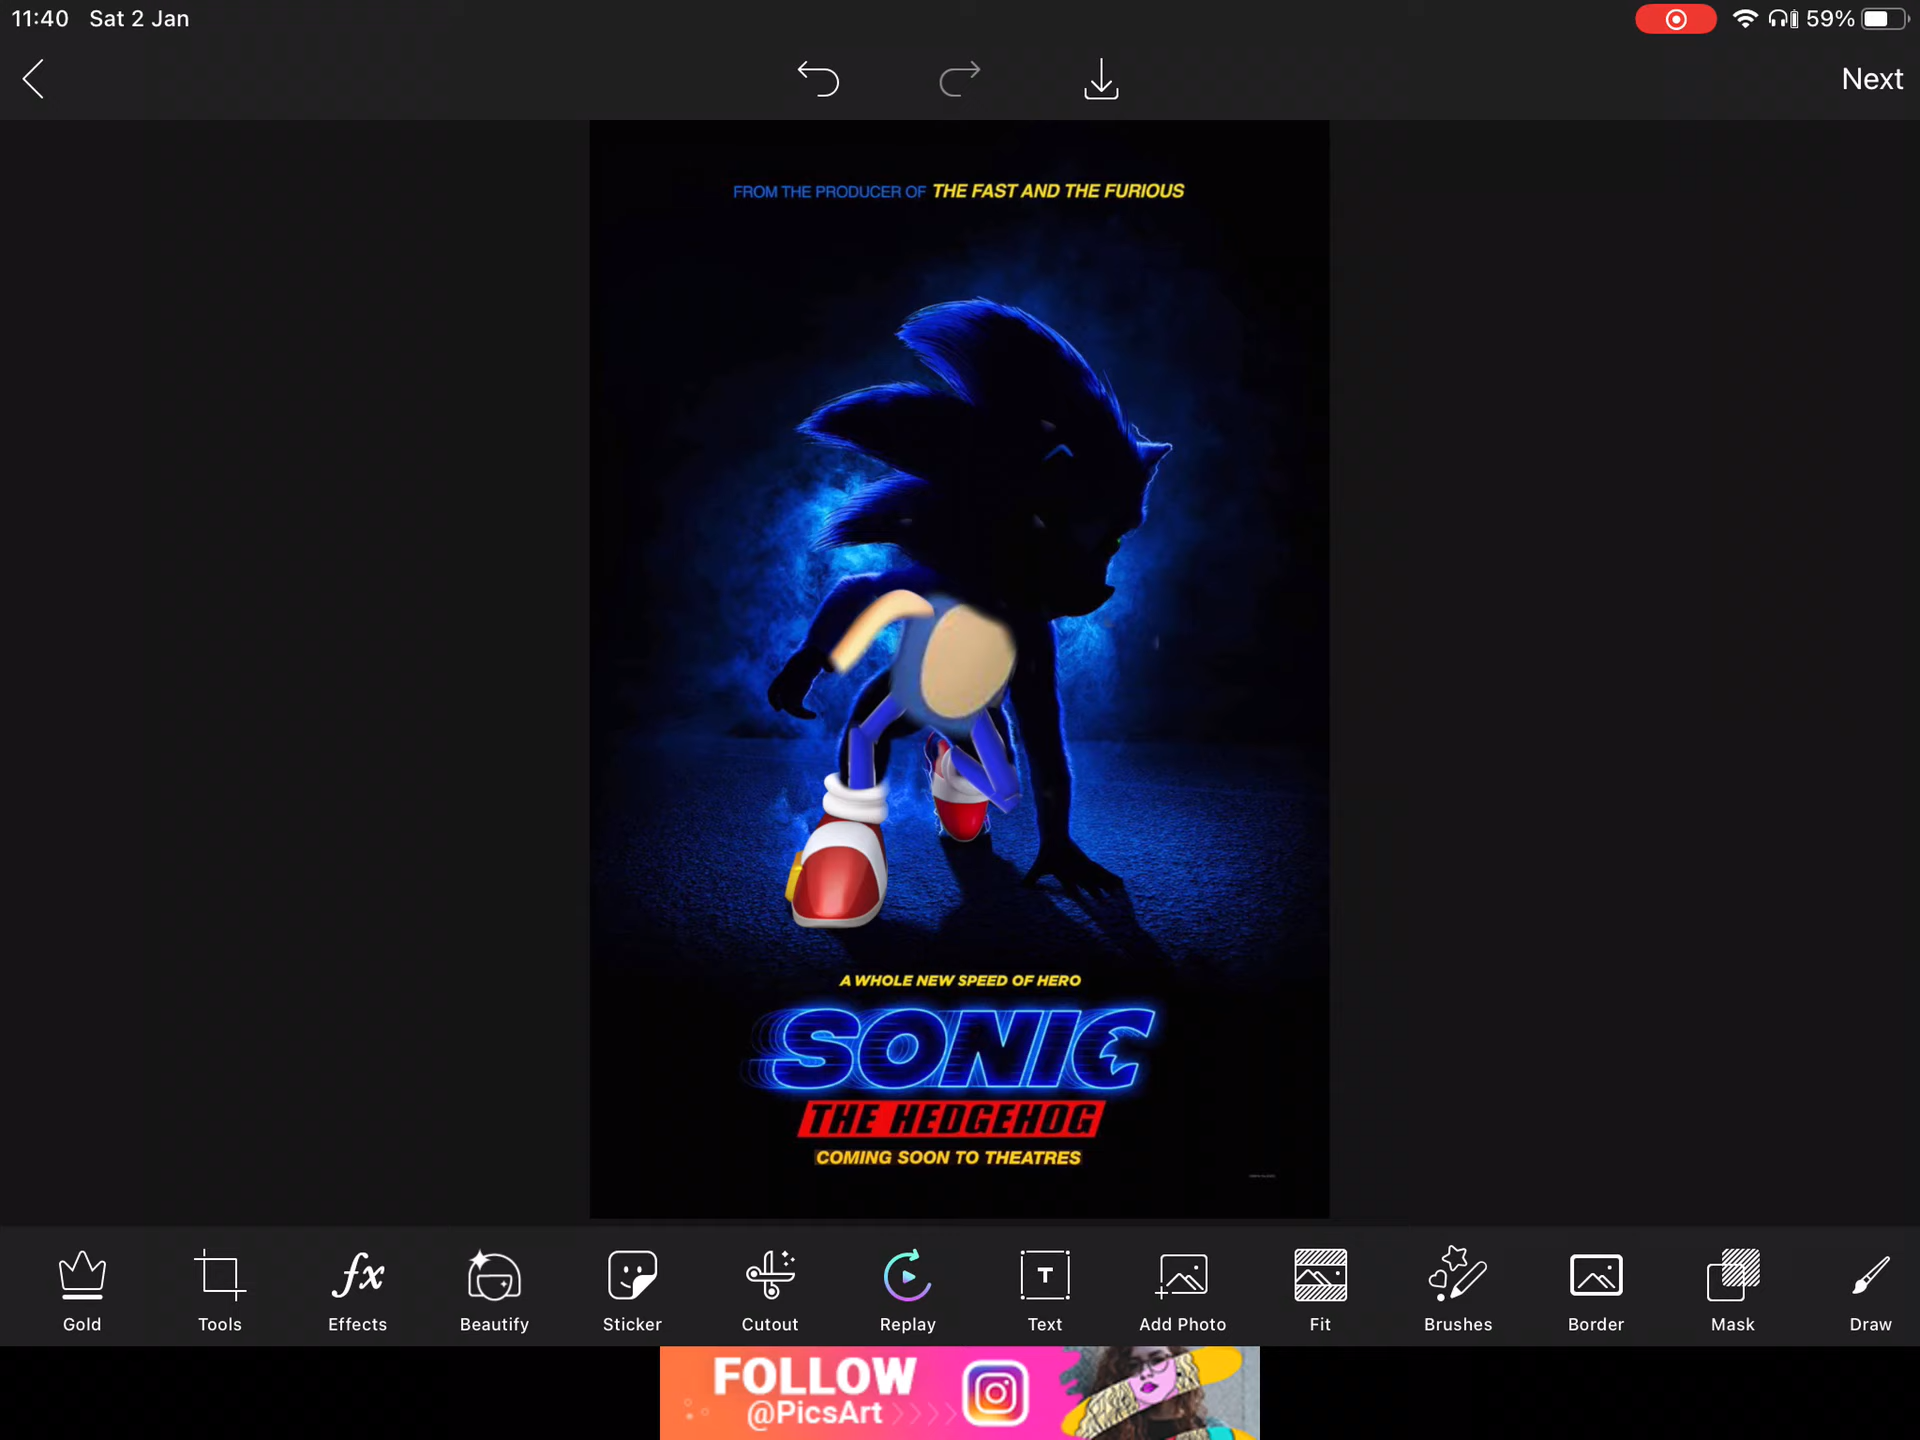 11:40 Sat 2 Jan
59%
Next
FROM THE PRODUCER OF THE FAST AND THE FURIOUS
A WHOLE NEW SPEED OF HERO
SONIC
THE HEDGEHOG
COMING SOON TO THEATRES
Gold Tools Effects Beautify Sticker Cutout Replay Text Add Photo Fit Brushes Border Mask Draw
FOLLOW
@PicsArt